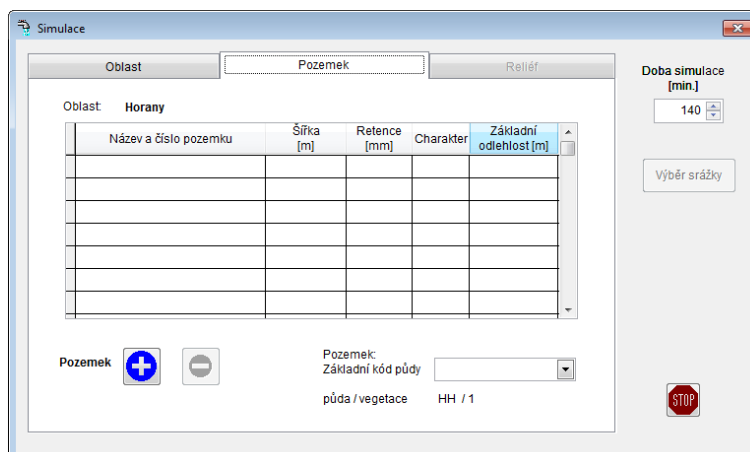 Simulace
Oblast Pozemek Reliéf
Doba simulace
[min.]
140
Oblast: Horany
Název a číslo pozemku Šířka [m] Retence [mm] Charakter Základní odlehlost [m]
Výběr srážky
Pozemek
Pozemek:
Základní kód půdy
půda / vegetace HH / 1
STOP